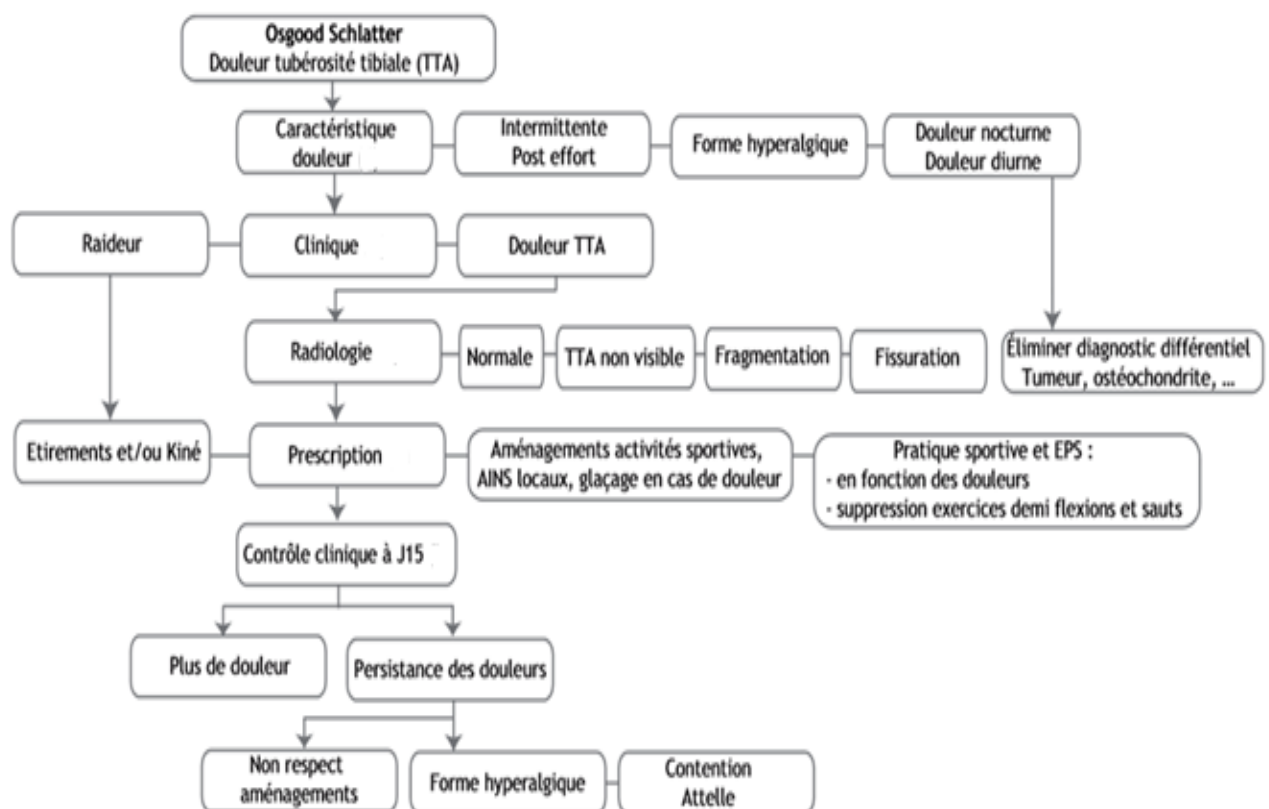 Osgood Schlatter
Douleur tubérosité tibiale (TTA)
Caractéristique
douleur
Intermittente
Post effort
Forme hyperalgique
Douleur nocturne
Douleur diurne
Raideur
Clinique
Douleur TTA
Radiologie
Normale
TTA non visible
Fragmentation
Fissuration
Éliminer diagnostic différentiel
Tumeur, ostéochondrite, ...
Etirements et/ou Kiné
Prescription
Aménagements activités sportives,
AINS locaux, glaçage en cas de douleur
Pratique sportive et EPS :
- en fonction des douleurs
- suppression exercices demi flexions et sauts
Contrôle clinique à J15
Plus de douleur
Persistance des douleurs
Non respect
aménagements
Forme hyperalgique
Contention
Attelle